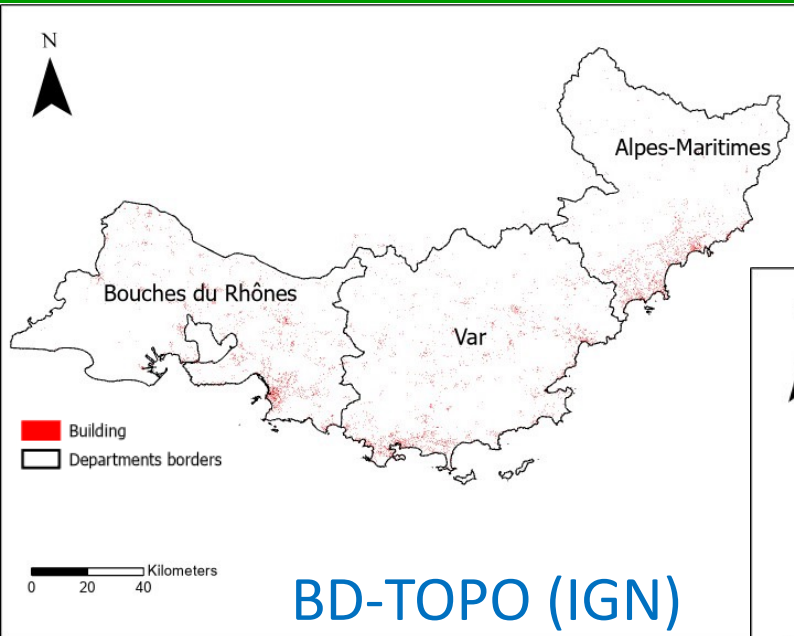 N
Alpes-Maritimes
Bouches du Rhônes
Var
Building
Departments borders
Kilometers
0 20 40
BD-TOPO (IGN)